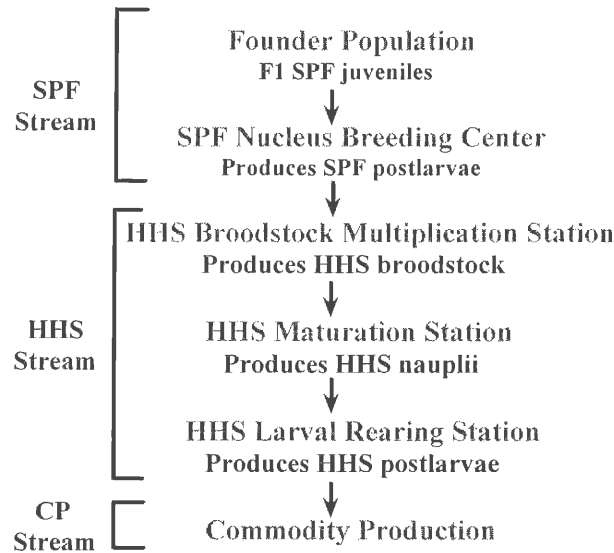 Founder Population
F1 SPF juveniles
SPF
Stream
SPF Nucleus Breeding Center
Produces SPF postlarvae
HHS Broodstock Multiplication Station
Produces HHS broodstock
HHS
Stream
HHS Maturation Station
Produces HHS nauplii
HHS Larval Rearing Station
Produces HHS postlarvae
CP
Stream
Commodity Production